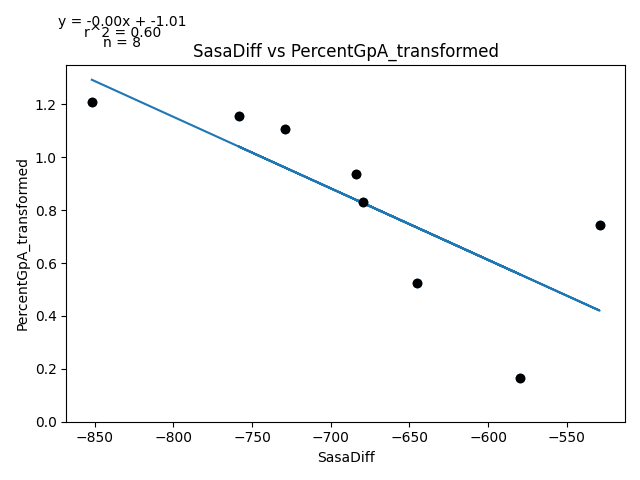 y = -0.00x + -1.01
r^2 = 0.60
n = 8
SasaDiff vs PercentGpA_transformed
PercentGpA_transformed
1.2
1.0
0.8
0.6
0.4
0.2
0.0
−850 −800 −750 −700 −650 −600 −550
SasaDiff